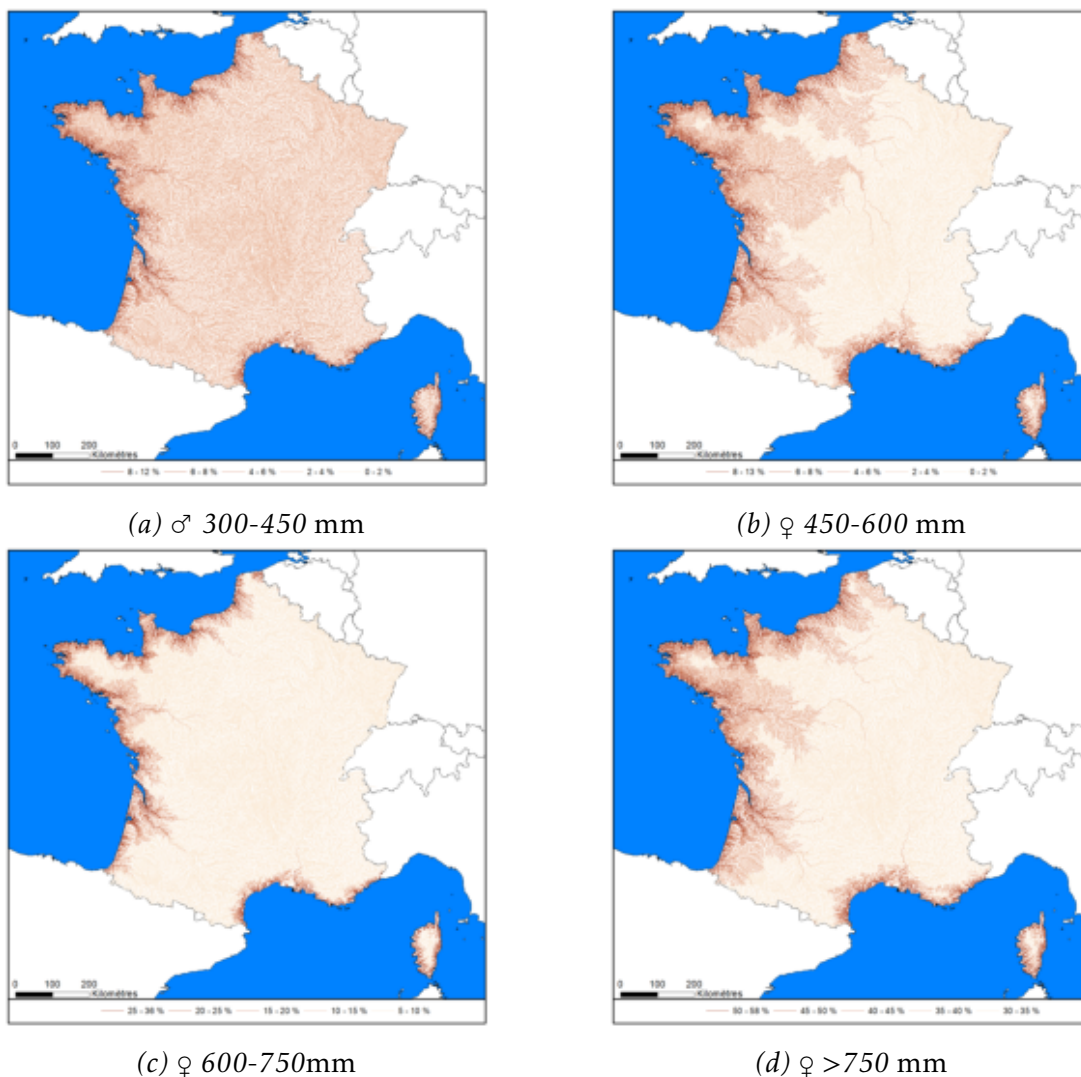 0 100 200
Kilomètres
8 - 12 % 6 - 8 % 4 - 6 % 2 - 4 % 0 - 2 %
(a) ♂ 300-450 mm
0 100 200
Kilomètres
8 - 13 % 6 - 8 % 4 - 6 % 2 - 4 % 0 - 2 %
(b) ♀ 450-600 mm
0 100 200
Kilomètres
25 - 36 % 20 - 25 % 15 - 20 % 10 - 15 % 5 - 10 %
(c) ♀ 600-750mm
0 100 200
Kilomètres
50 - 58 % 45 - 50 % 40 - 45 % 35 - 40 % 30 - 35 %
(d) ♀ >750 mm